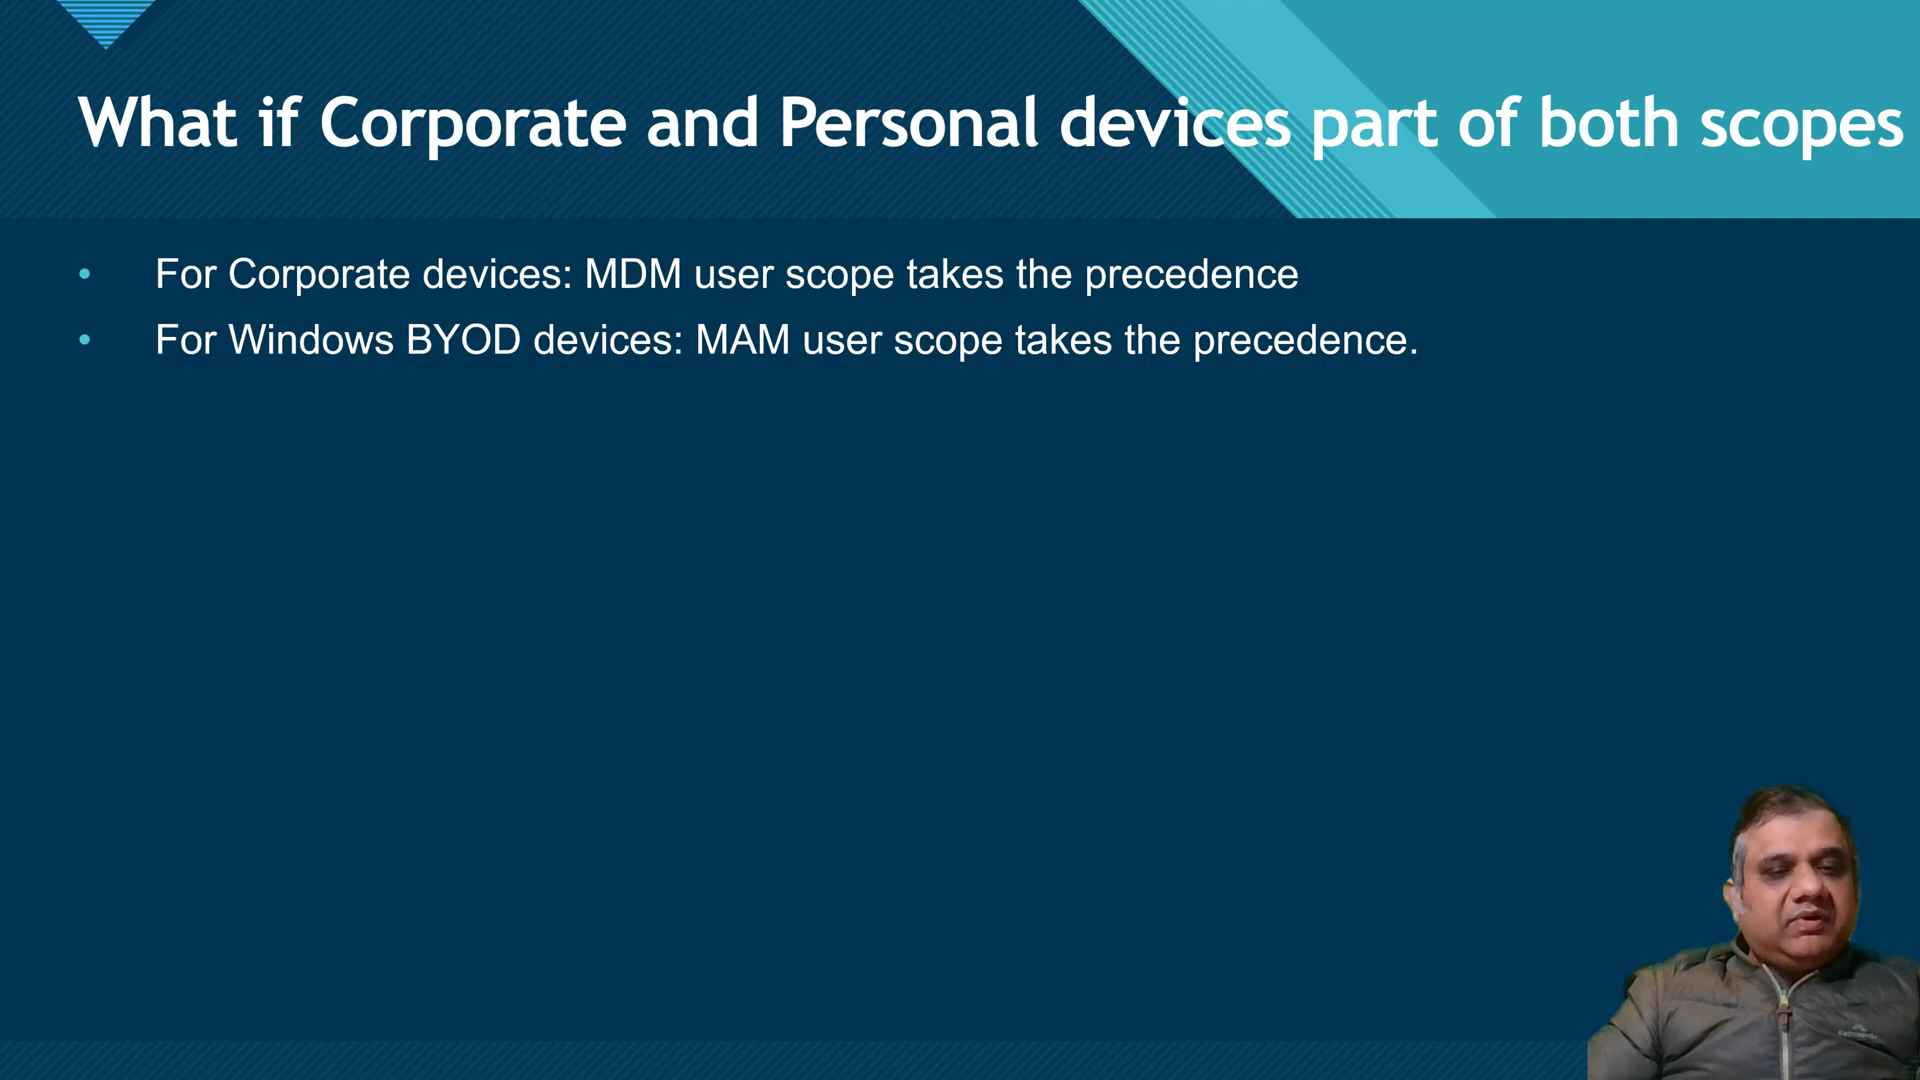 What if Corporate and Personal devices part of both scopes
• For Corporate devices: MDM user scope takes the precedence
• For Windows BYOD devices: MAM user scope takes the precedence.